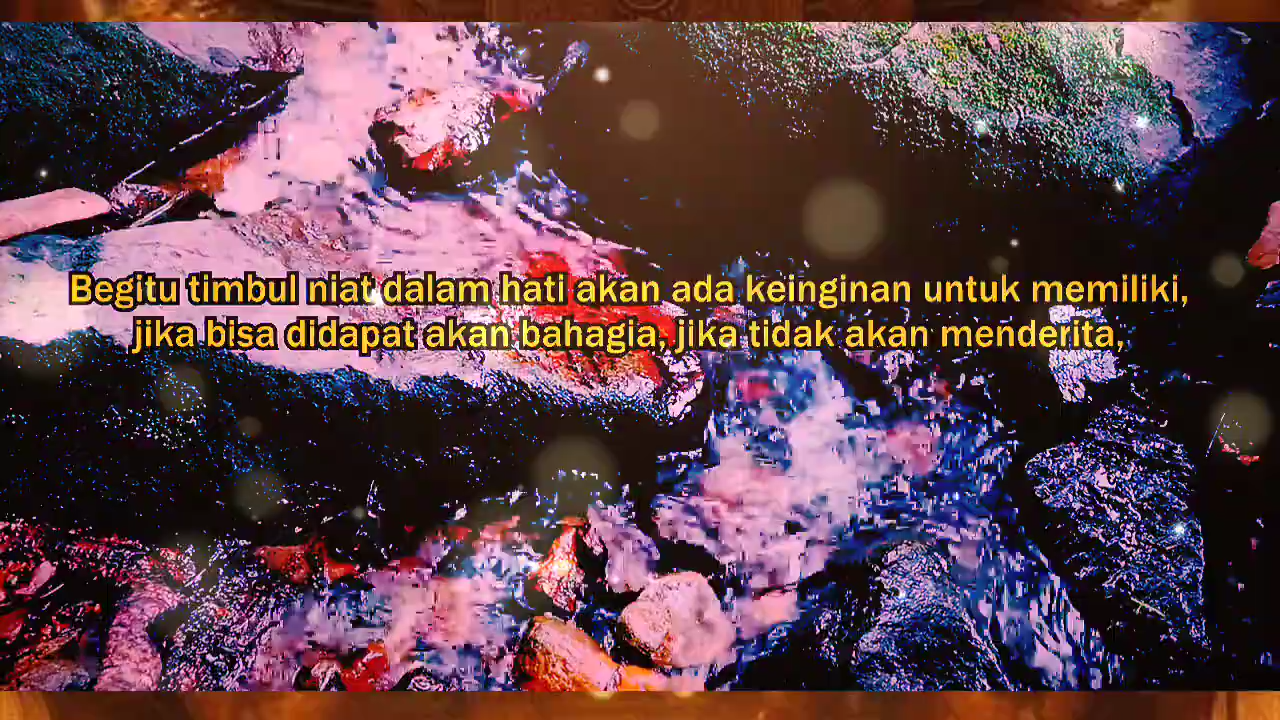 Begitu timbul niat dalam hati akan ada keinginan untuk memiliki,
jika bisa didapat akan bahagia, jika tidak akan menderita,